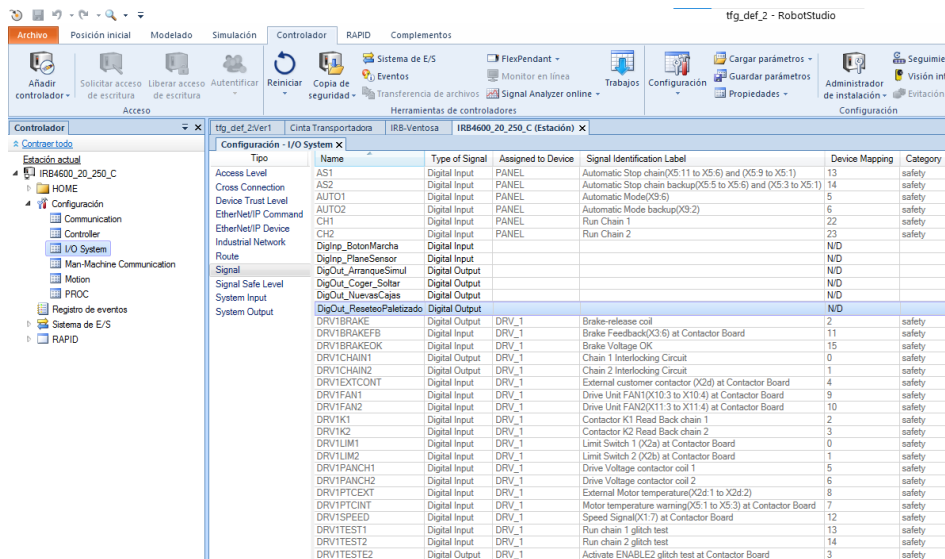 tfg_def_2 - RobotStudio
Archivo Posición inicial Modelado Simulación Controlador RAPID Complementos
Añadir controlador
Solicitar acceso de escritura
Liberar acceso de escritura
Autentificar
Acceso
Reiniciar
Copia de seguridad
Sistema de E/S
Eventos
Transferencia de archivos
FlexPendant
Monitor en línea
Signal Analyzer online
Trabajos
Herramientas de controladores
Configuración
Cargar parámetros
Guardar parámetros
Propiedades
Administrador de instalación
Seguimie
Visión int
Evitación
Configuración
Controlador
Contraer todo
Estación actual
IRB4600_20_250_C
HOME
Configuración
Communication
Controller
I/O System
Man-Machine Communication
Motion
PROC
Registro de eventos
Sistema de E/S
RAPID
tfg_def_2:Ver1 Cinta Transportadora IRB-Ventosa IRB4600_20_250_C (Estación) X
Configuración - I/O System X
Tipo
Access Level
Cross Connection
Device Trust Level
EtherNet/IP Command
EtherNet/IP Device
Industrial Network
Route
Signal
Signal Safe Level
System Input
System Output
Name Type of Signal Assigned to Device Signal Identification Label Device Mapping Category
AS1 Digital Input PANEL Automatic Stop chain(X5:11 to X5:6) and (X5:9 to X5:1) 13 safety
AS2 Digital Input PANEL Automatic Stop chain backup(X5:5 to X5:6) and (X5:3 to X5:1) 14 safety
AUTO1 Digital Input PANEL Automatic Mode(X9:6) 5 safety
AUTO2 Digital Input PANEL Automatic Mode backup(X9:2) 6 safety
CH1 Digital Input PANEL Run Chain 1 22 safety
CH2 Digital Input PANEL Run Chain 2 23 safety
DigInp_BotonMarcha Digital Input N/D
DigInp_PlaneSensor Digital Input N/D
DigOut_ArranqueSimul Digital Output N/D
DigOut_Coger_Soltar Digital Output N/D
DigOut_NuevasCajas Digital Output N/D
DigOut_ReseteoPaletizado Digital Output N/D
DRV1BRAKE Digital Output DRV_1 Brake-release coil 2 safety
DRV1BRAKEFB Digital Input DRV_1 Brake Feedback(X3:6) at Contactor Board 11 safety
DRV1BRAKEOK Digital Input DRV_1 Brake Voltage OK 15 safety
DRV1CHAIN1 Digital Output DRV_1 Chain 1 Interlocking Circuit 0 safety
DRV1CHAIN2 Digital Output DRV_1 Chain 2 Interlocking Circuit 1 safety
DRV1EXTCONT Digital Input DRV_1 External customer contactor (X2d) at Contactor Board 4 safety
DRV1FAN1 Digital Input DRV_1 Drive Unit FAN1(X10:3 to X10:4) at Contactor Board 9 safety
DRV1FAN2 Digital Input DRV_1 Drive Unit FAN2(X11:3 to X11:4) at Contactor Board 10 safety
DRV1K1 Digital Input DRV_1 Contactor K1 Read Back chain 1 2 safety
DRV1K2 Digital Input DRV_1 Contactor K2 Read Back chain 2 3 safety
DRV1LIM1 Digital Input DRV_1 Limit Switch 1 (X2a) at Contactor Board 0 safety
DRV1LIM2 Digital Input DRV_1 Limit Switch 2 (X2b) at Contactor Board 1 safety
DRV1PANCH1 Digital Input DRV_1 Drive Voltage contactor coil 1 5 safety
DRV1PANCH2 Digital Input DRV_1 Drive Voltage contactor coil 2 6 safety
DRV1PTCEXT Digital Input DRV_1 External Motor temperature(X2d:1 to X2d:2) 8 safety
DRV1PTCINT Digital Input DRV_1 Motor temperature warning(X5:1 to X5:3) at Contactor Board 7 safety
DRV1SPEED Digital Input DRV_1 Speed Signal(X1:7) at Contactor Board 12 safety
DRV1TEST1 Digital Input DRV_1 Run chain 1 glitch test 13 safety
DRV1TEST2 Digital Input DRV_1 Run chain 2 glitch test 14 safety
DRV1TESTE2 Digital Output DRV_1 Activate ENABLE2 glitch test at Contactor Board 3 safety